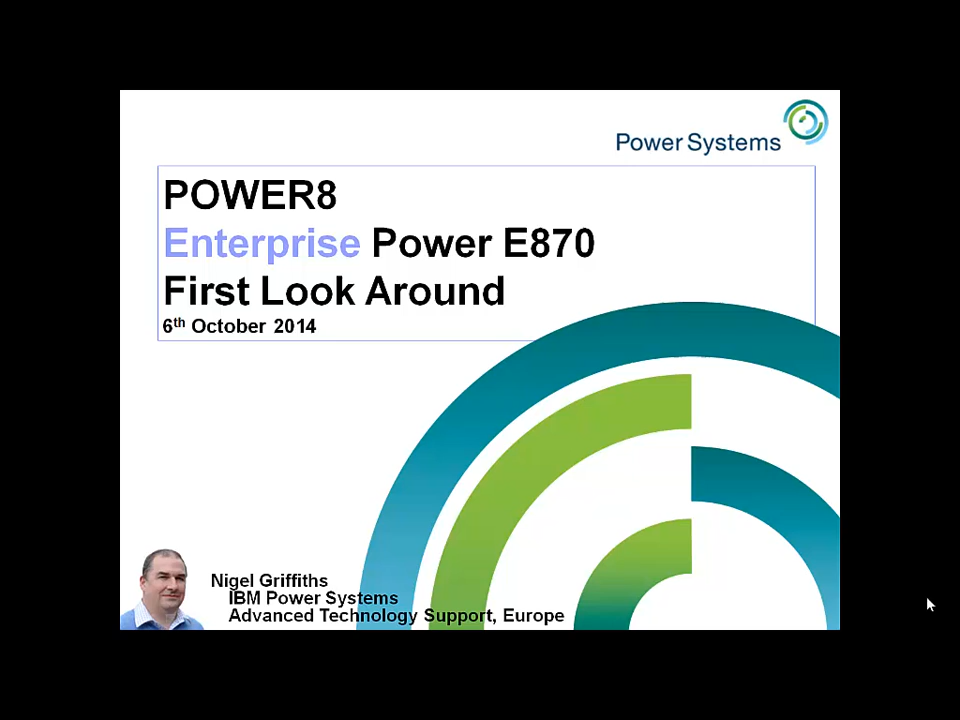 Power Systems
POWER8
Enterprise Power E870
First Look Around
6th October 2014
Nigel Griffiths
IBM Power Systems
Advanced Technology Support, Europe